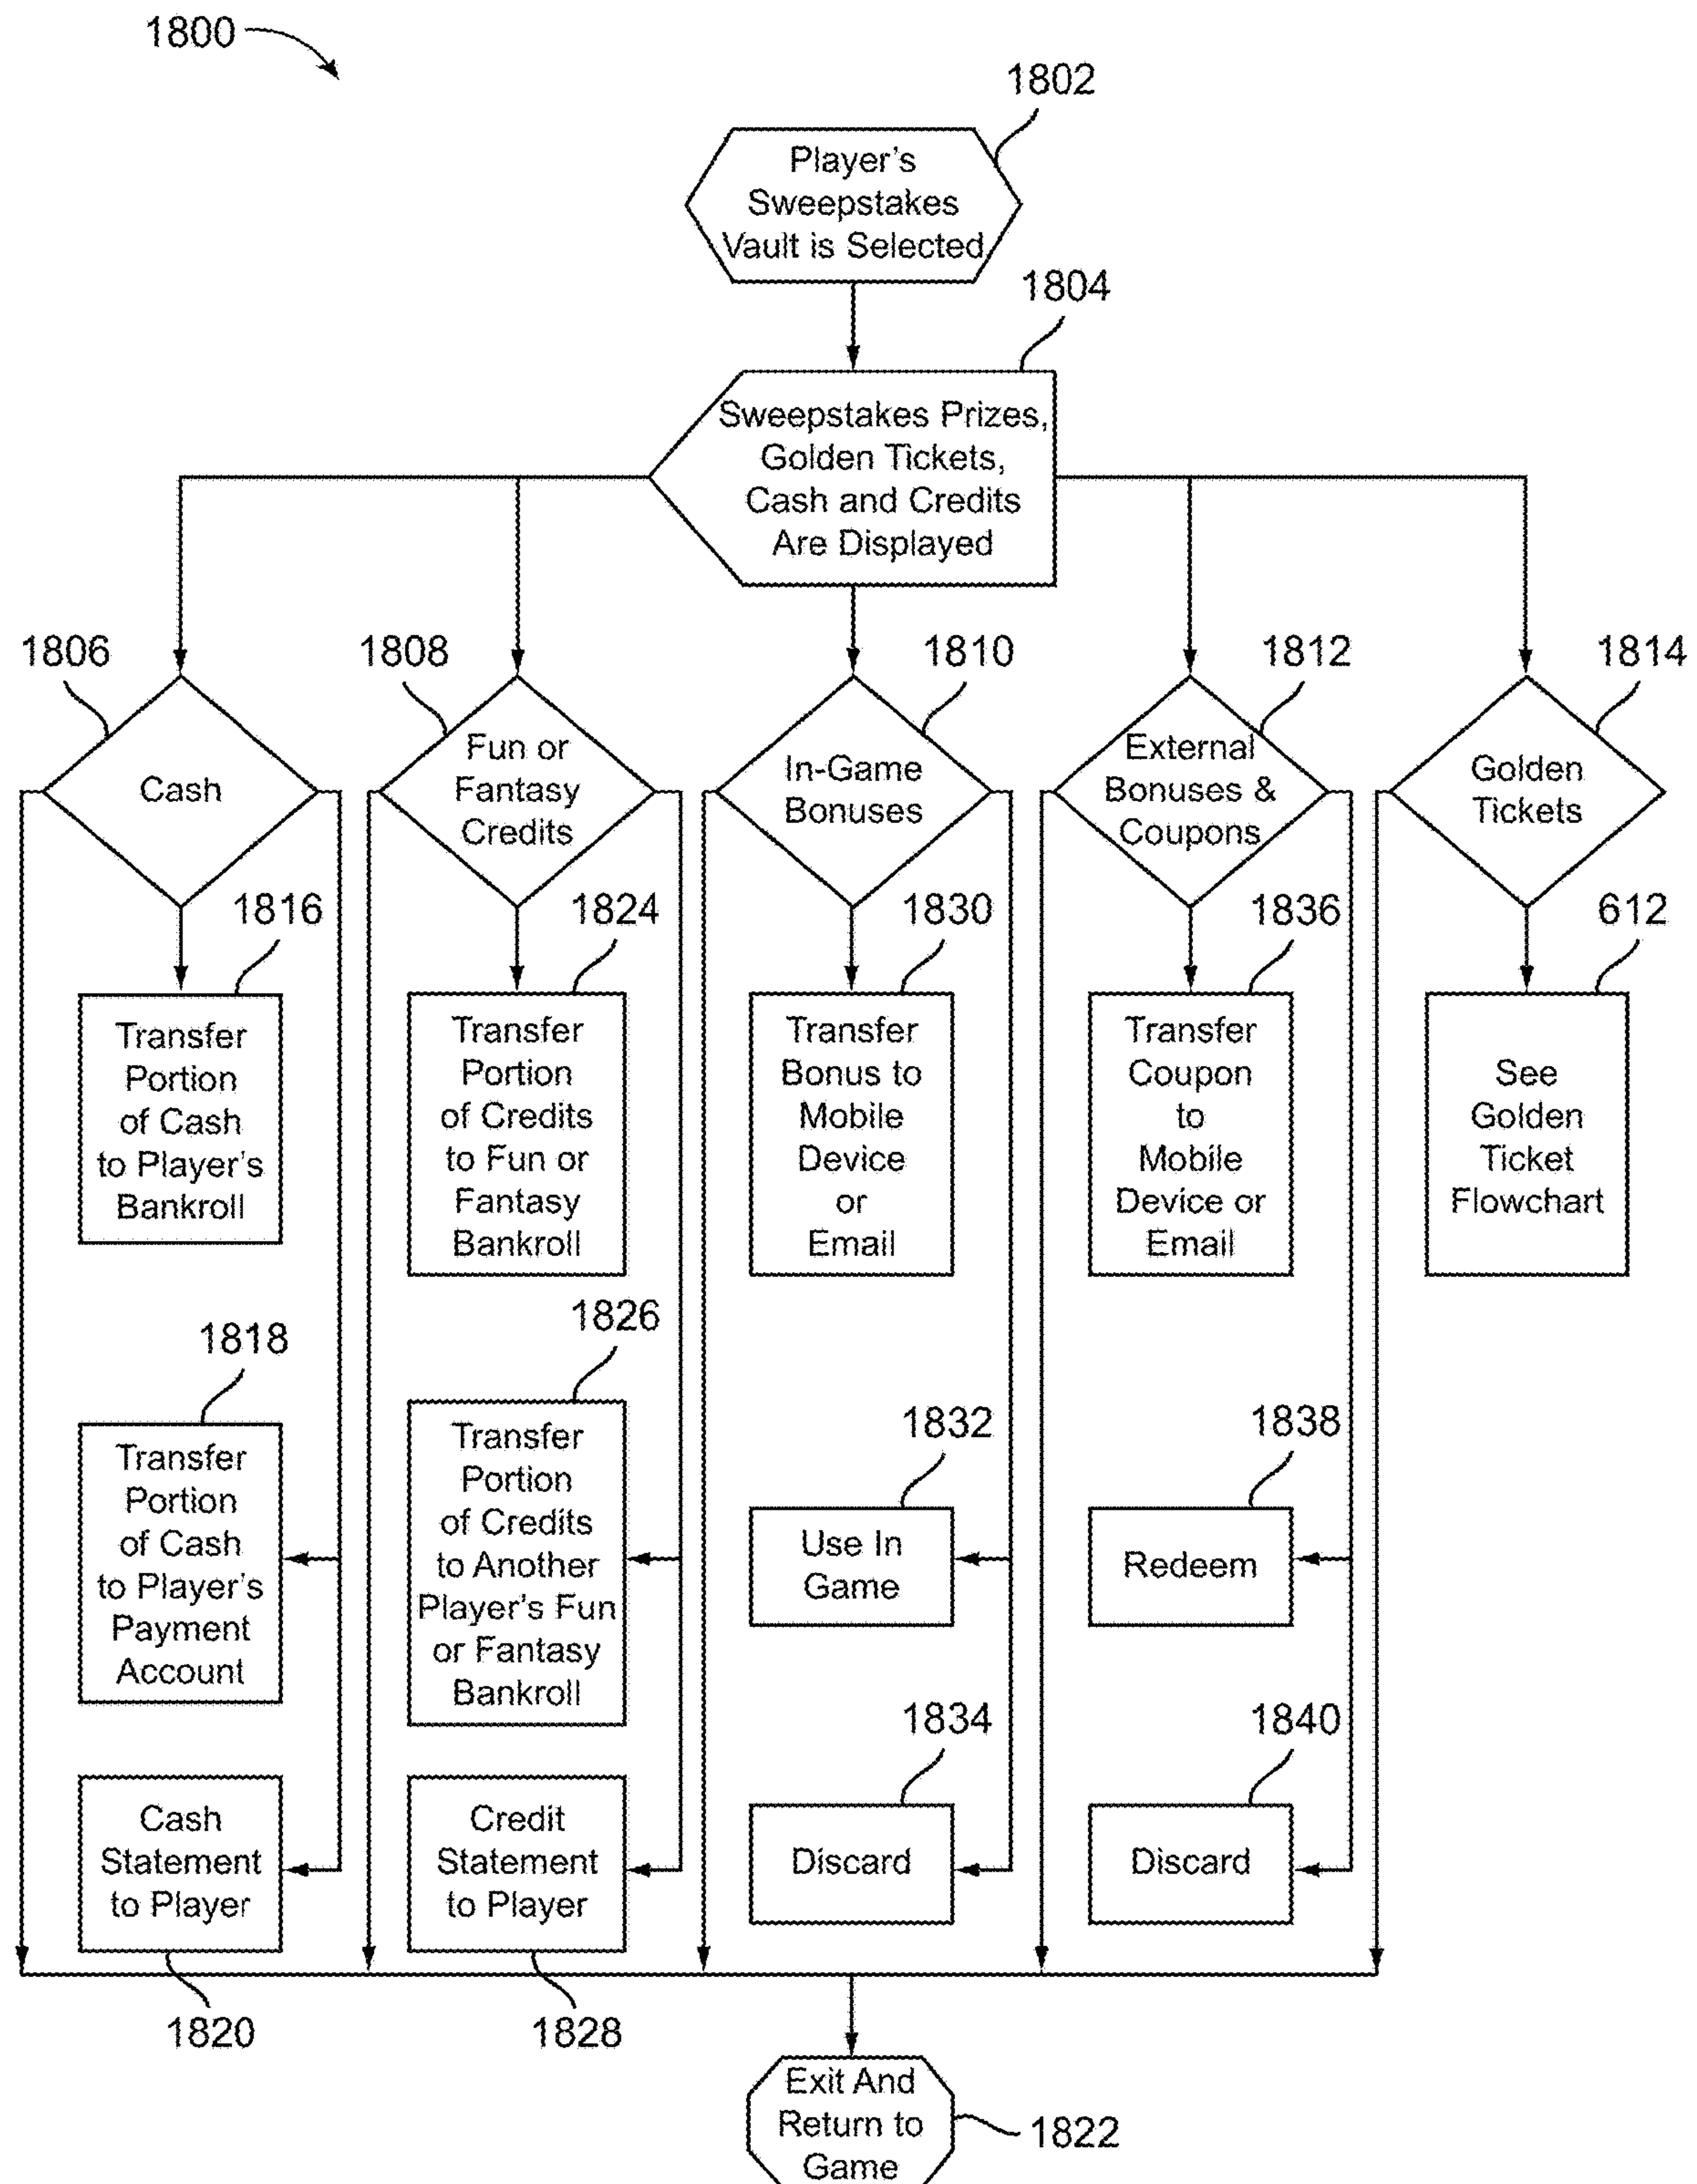 1800
1802
Player's
Sweepstakes
Vault is Selected
1804
Sweepstakes Prizes,
Golden Tickets,
Cash and Credits
Are Displayed
1806
1808
1810
1812
1814
Cash
Fun or
Fantasy
Credits
In-Game
Bonuses
External
Bonuses &
Coupons
Golden
Tickets
1816
1824
1830
1836
612
Transfer
Portion
of Cash
to Player's
Bankroll
Transfer
Portion
of Credits
to Fun or
Fantasy
Bankroll
Transfer
Bonus to
Mobile
Device
or
Email
Transfer
Coupon
to
Mobile
Device or
Email
See
Golden
Ticket
Flowchart
1818
1826
1832
1838
Transfer
Portion
of Cash
to Player's
Payment
Account
Transfer
Portion
of Credits
to Another
Player's Fun
or Fantasy
Bankroll
Use In
Game
Redeem
1834
1840
Cash
Statement
to Player
Credit
Statement
to Player
Discard
Discard
1820
1828
Exit And
Return to
Game
1822